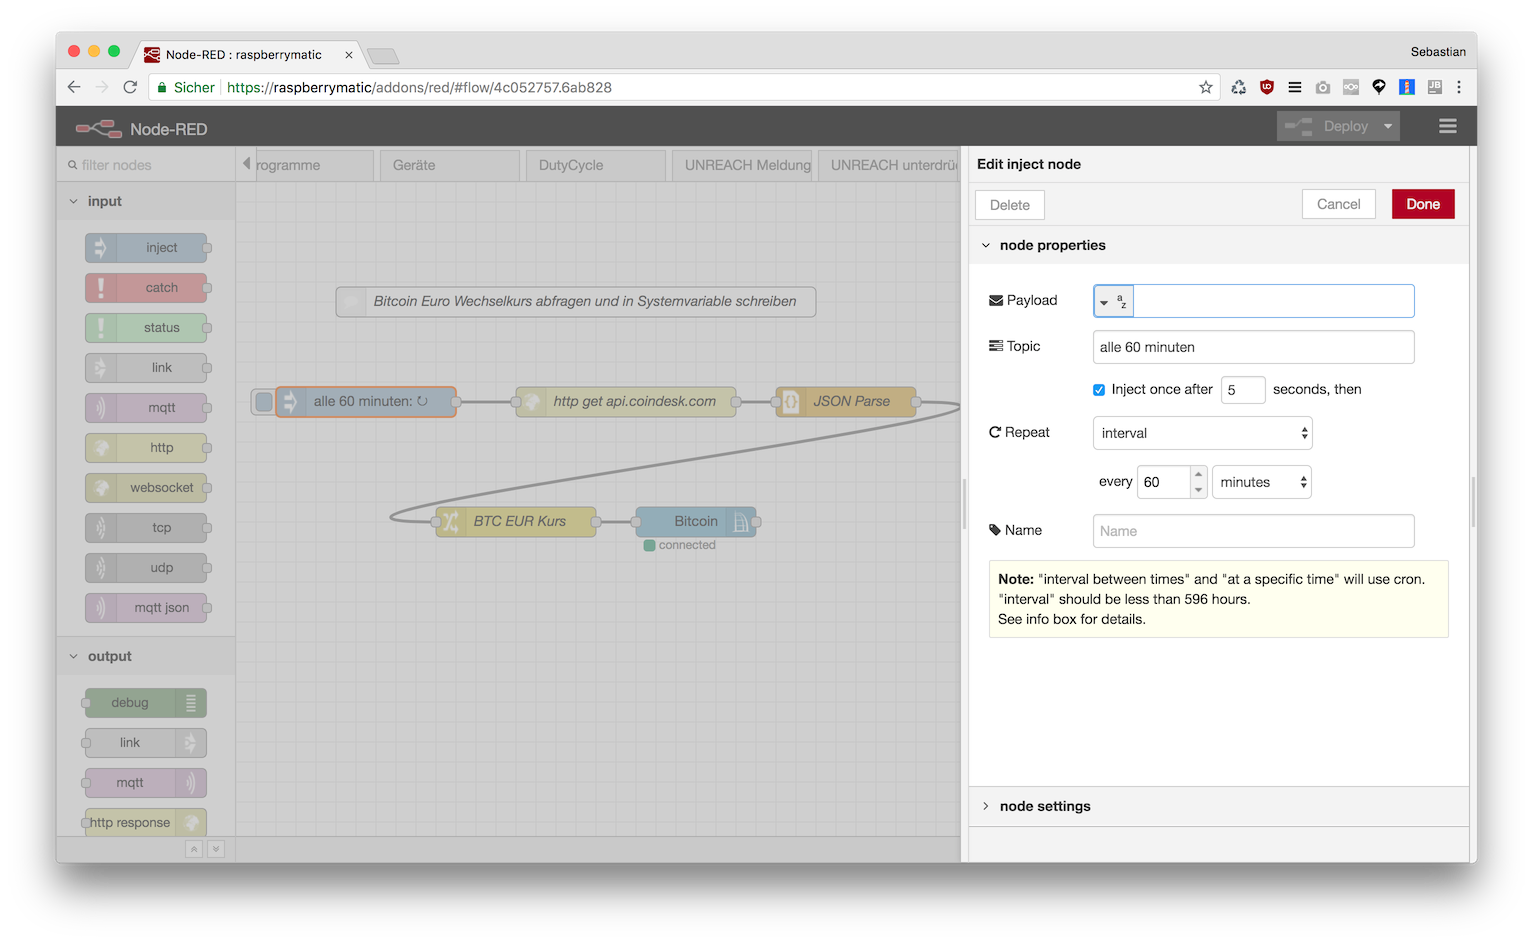 Node-RED : raspberrymatic
Sebastian
Sicher
https://raspberrymatic/addons/red/#flow/4c052757.6ab828
Node-RED
Deploy
filter nodes
rogramme
Geräte
DutyCycle
UNREACH Meldung
UNREACH unterdrü
input
inject
catch
status
link
mqtt
http
websocket
tcp
udp
mqtt json
output
debug
link
mqtt
http response
Bitcoin Euro Wechselkurs abfragen und in Systemvariable schreiben
alle 60 minuten: ↻
http get api.coindesk.com
JSON Parse
BTC EUR Kurs
Bitcoin
connected
Edit inject node
Delete
Cancel
Done
node properties
Payload
a
z
Topic
alle 60 minuten
Inject once after 5 seconds, then
Repeat
interval
every 60 minutes
Name
Name
Note: "interval between times" and "at a specific time" will use cron.
"interval" should be less than 596 hours.
See info box for details.
node settings